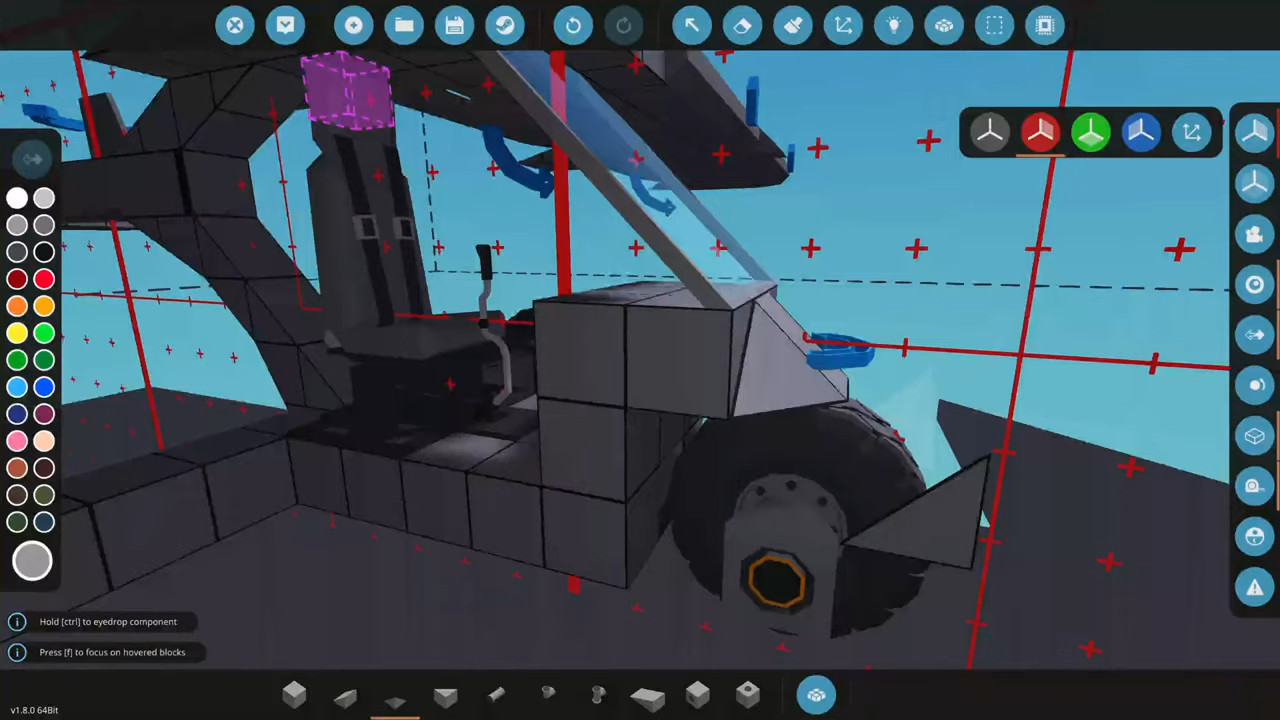 Hold [ctrl] to eyedrop component
Press [f] to focus on hovered blocks
v1.8.0 64Bit